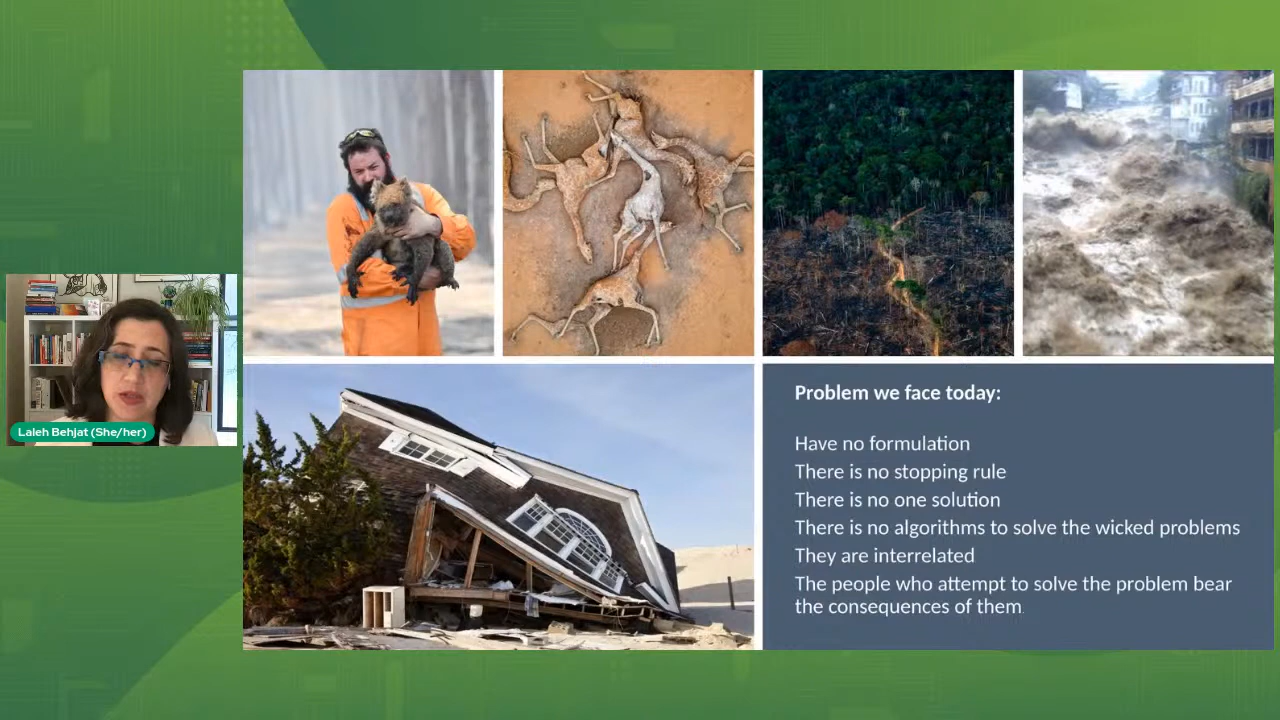 Laleh Behjat (She/her)
Problem we face today:
Have no formulation
There is no stopping rule
There is no one solution
There is no algorithms to solve the wicked problems
They are interrelated
The people who attempt to solve the problem bear
the consequences of them.